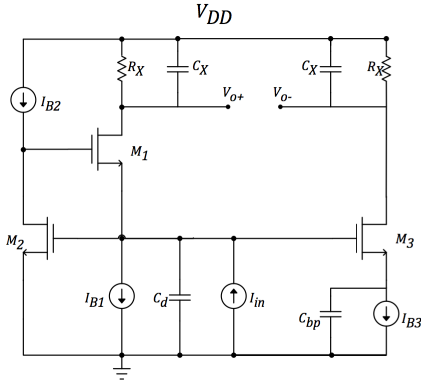 V_DD
R_X
C_X
C_X
R_X
V_o+
V_o-
I_B2
M_1
M_2
M_3
I_B1
C_d
I_in
C_bp
I_B3